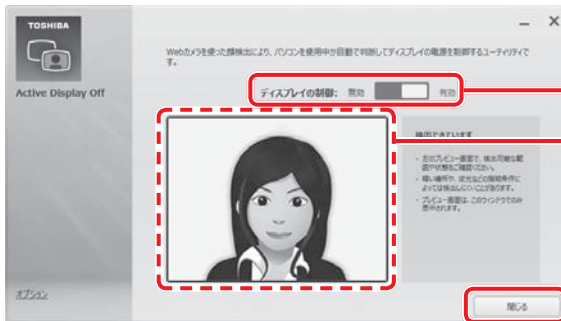 TOSHIBA
Active Display Off
Webカメラを使った顔検出により、パソコンを使用中か自動で判断してディスプレイの電源を制御するユーティリティで
す。
ディスプレイの制御: 無効 有効
検出できています
・ 左のプレビュー画面で、検出可能な範
囲や状態をご確認ください。
・ 暗い場所や、逆光などの環境条件に
よっては検出しにくいことがあります。
・ プレビュー画面は、このウィンドウでのみ
表示されます。
オプション
閉じる